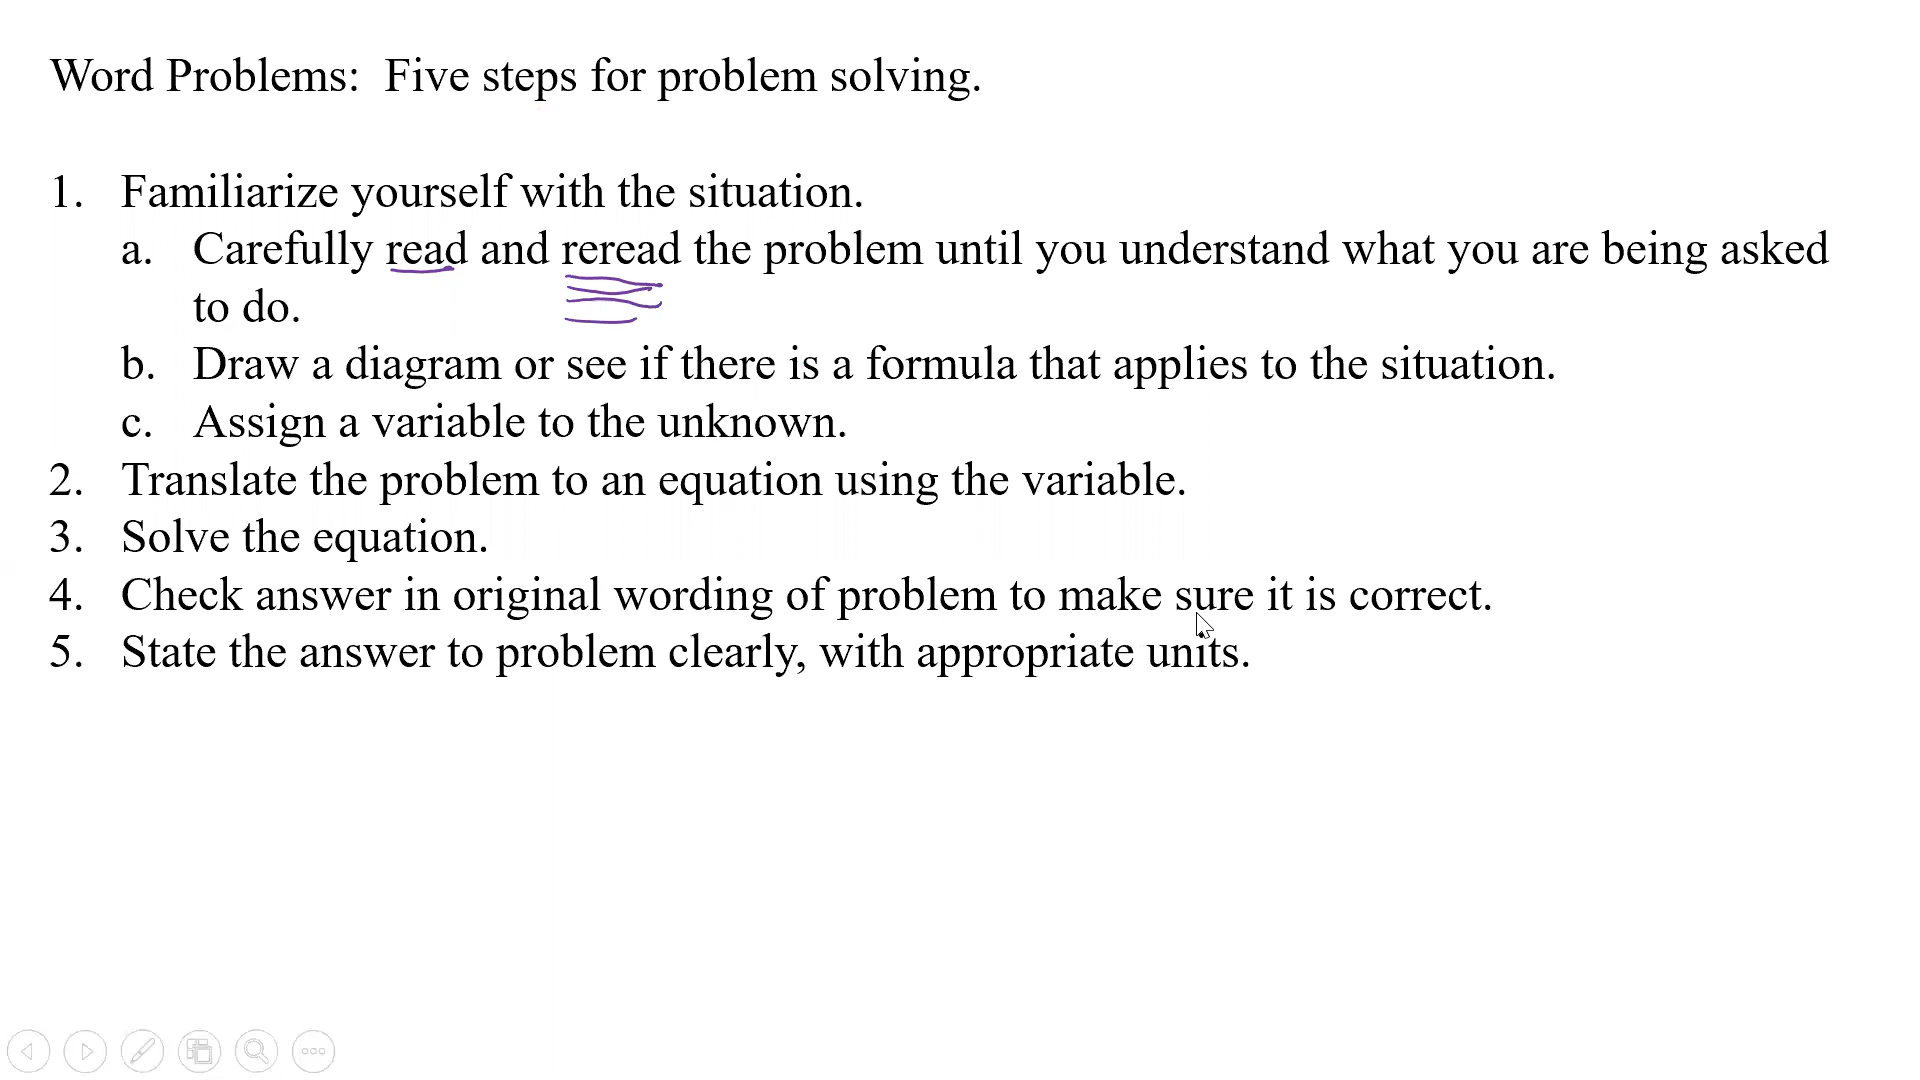 Word Problems:  Five steps for problem solving.
1. Familiarize yourself with the situation.
a. Carefully read and reread the problem until you understand what you are being asked
to do.
b. Draw a diagram or see if there is a formula that applies to the situation.
c. Assign a variable to the unknown.
2. Translate the problem to an equation using the variable.
3. Solve the equation.
4. Check answer in original wording of problem to make sure it is correct.
5. State the answer to problem clearly, with appropriate units.